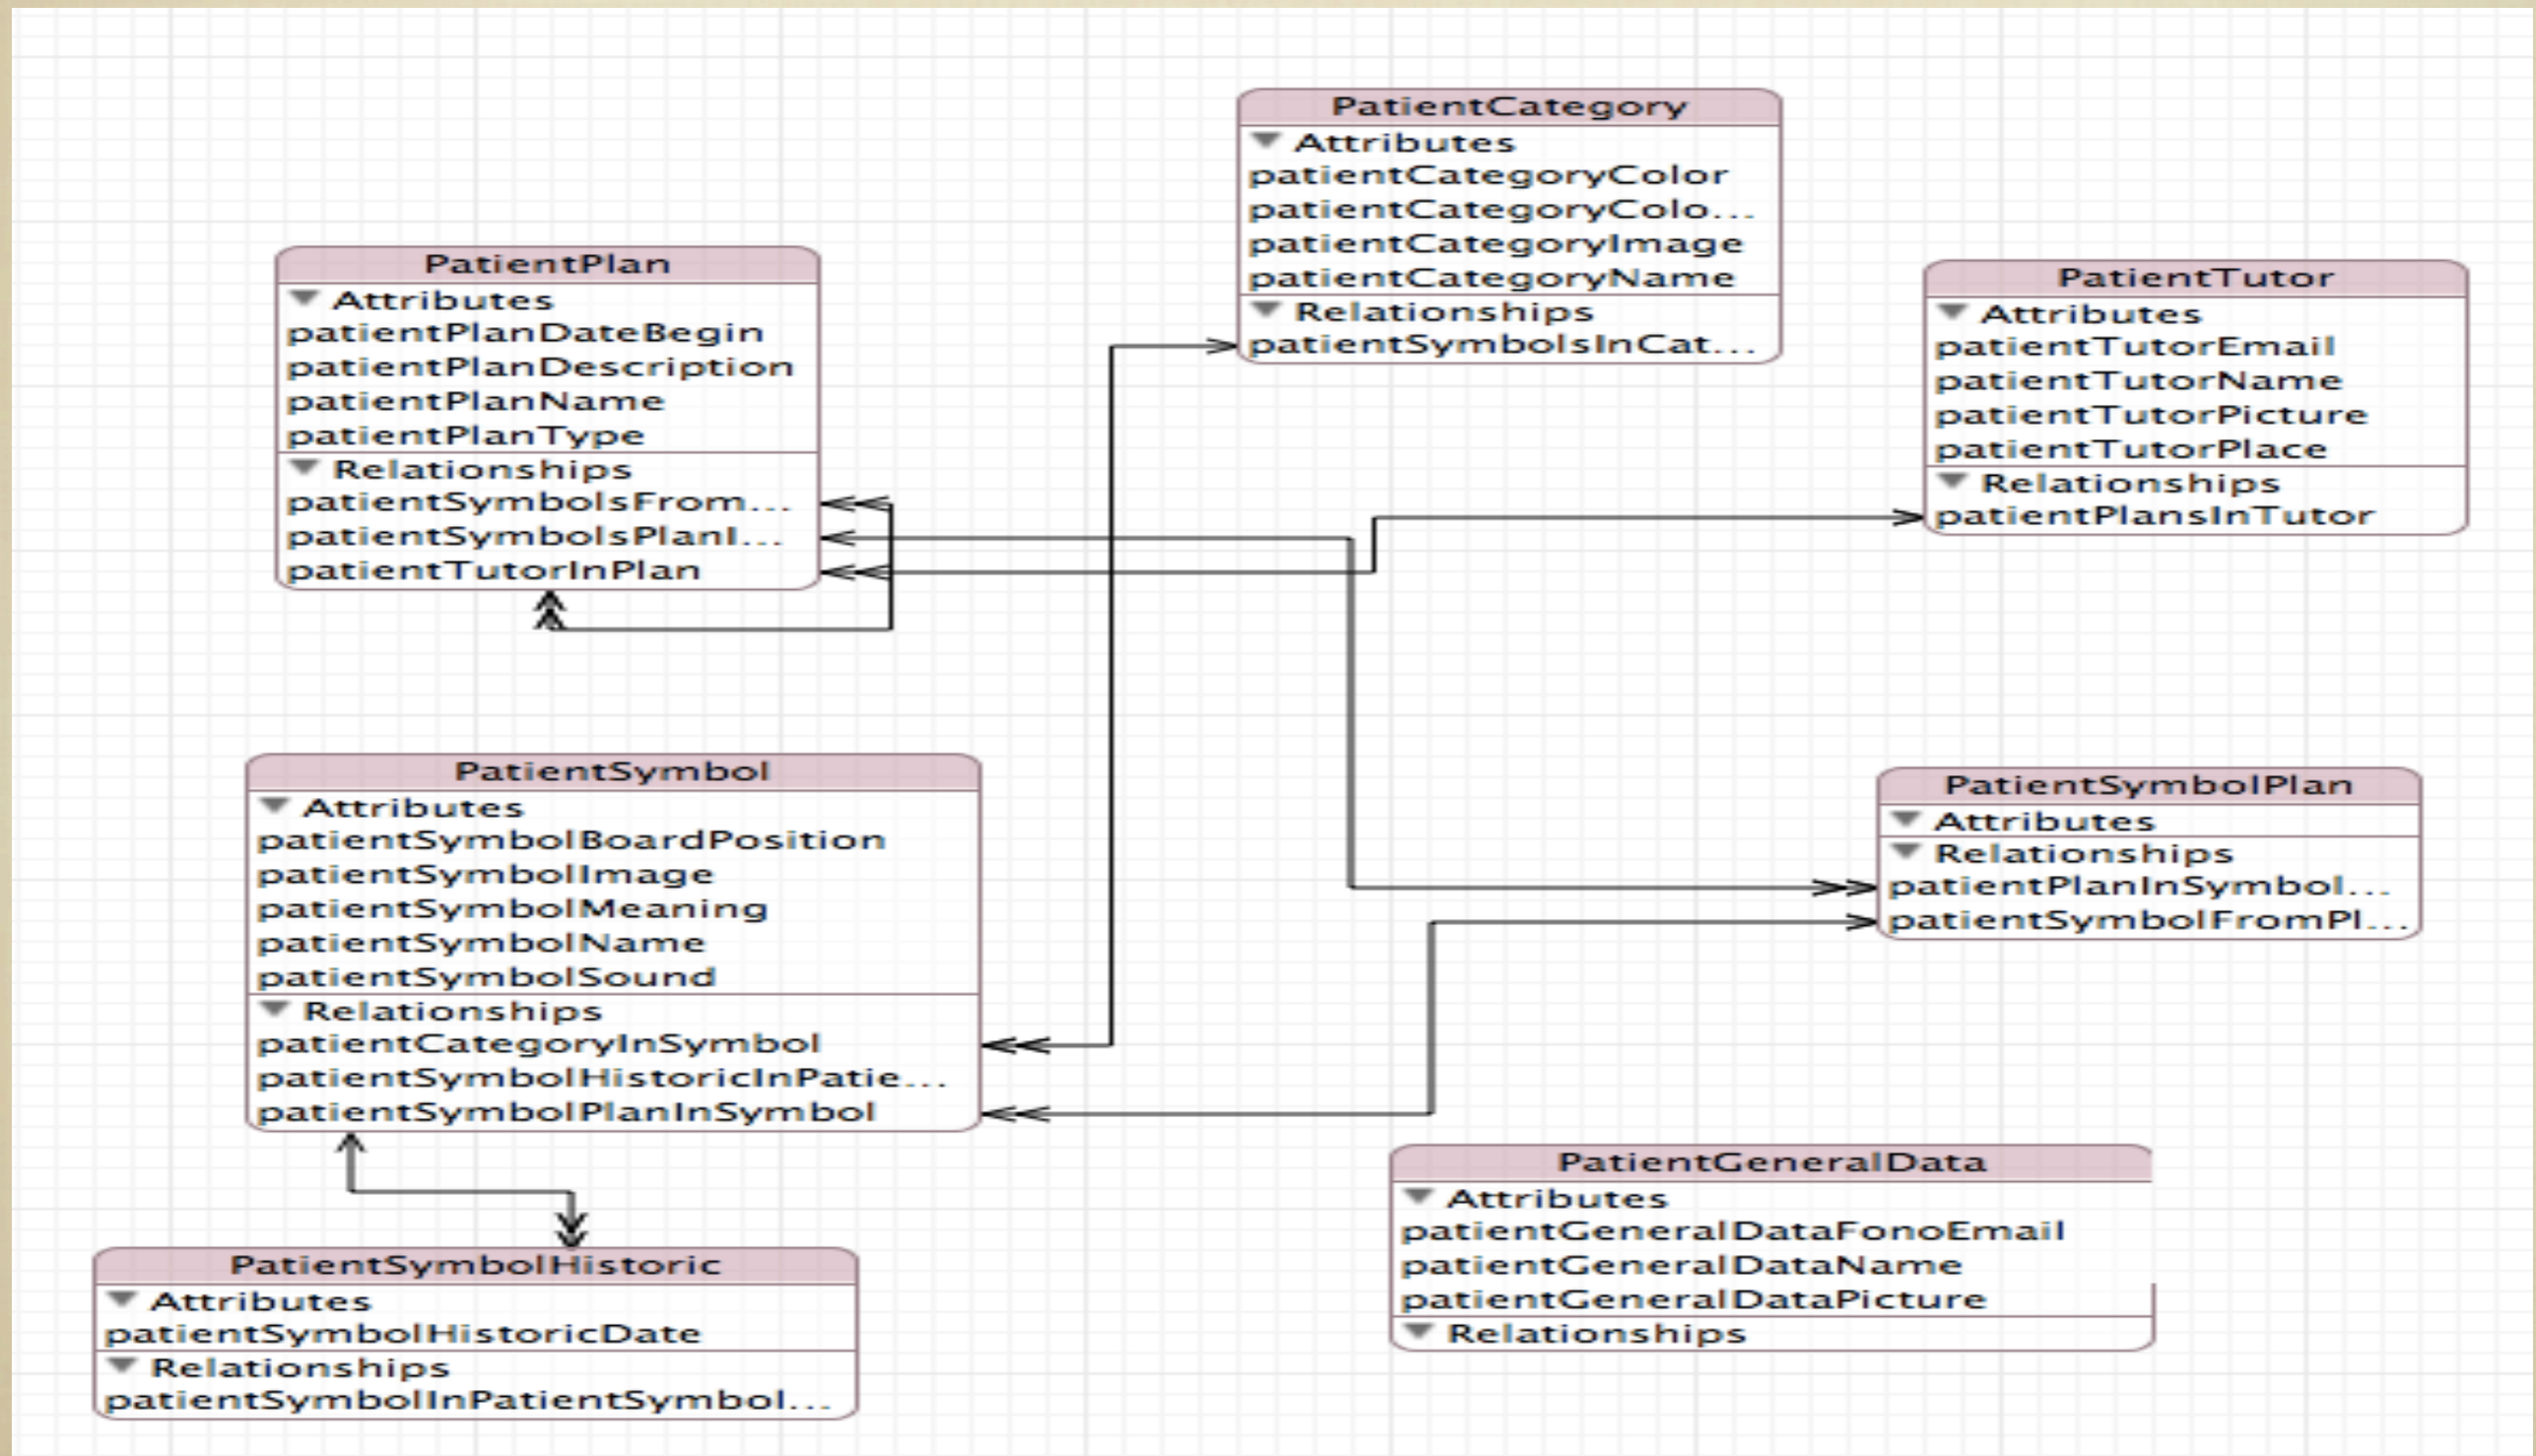 PatientCategory
Attributes
patientCategoryColor
patientCategoryColo...
patientCategoryImage
patientCategoryName
Relationships
patientSymbolsInCat...
PatientPlan
Attributes
patientPlanDateBegin
patientPlanDescription
patientPlanName
patientPlanType
Relationships
patientSymbolsFrom...
patientSymbolsPlanI...
patientTutorInPlan
PatientTutor
Attributes
patientTutorEmail
patientTutorName
patientTutorPicture
patientTutorPlace
Relationships
patientPlansInTutor
PatientSymbol
Attributes
patientSymbolBoardPosition
patientSymbolImage
patientSymbolMeaning
patientSymbolName
patientSymbolSound
Relationships
patientCategoryInSymbol
patientSymbolHistoricInPatie...
patientSymbolPlanInSymbol
PatientSymbolPlan
Attributes
Relationships
patientPlanInSymbol...
patientSymbolFromPl...
PatientGeneralData
Attributes
patientGeneralDataFonoEmail
patientGeneralDataName
patientGeneralDataPicture
Relationships
PatientSymbolHistoric
Attributes
patientSymbolHistoricDate
Relationships
patientSymbolInPatientSymbol...